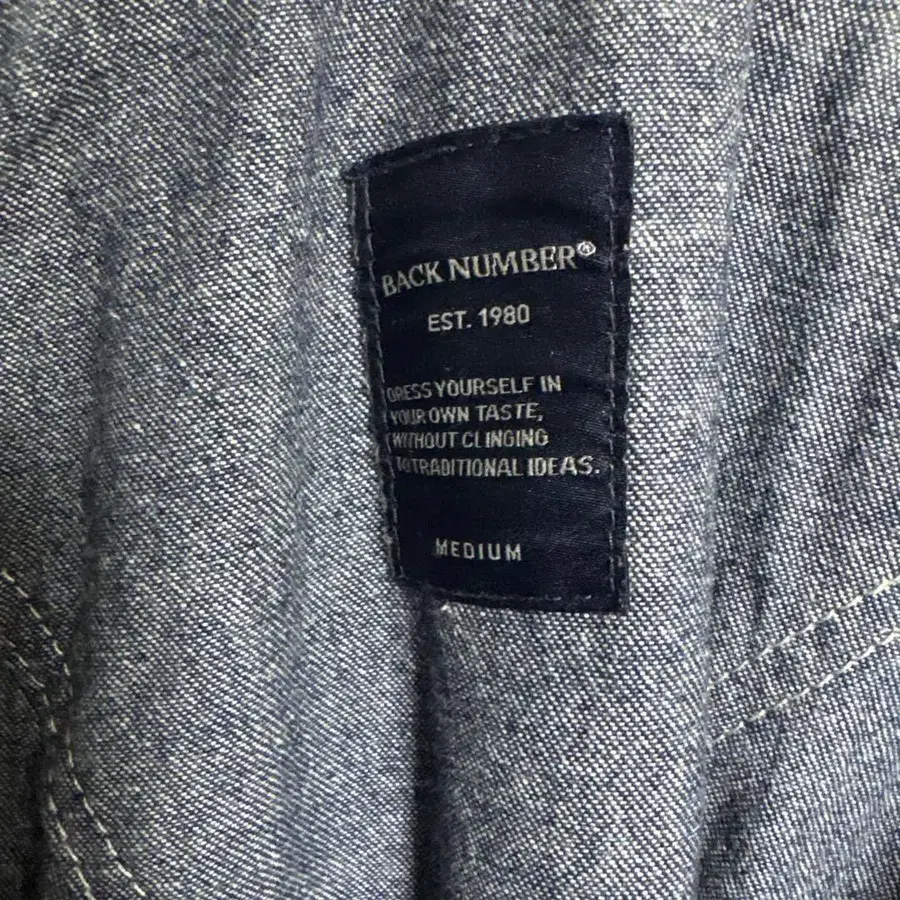 BACK NUMBER®
EST. 1980
DRESS YOURSELF IN
YOUR OWN TASTE,
WITHOUT CLINGING
TO TRADITIONAL IDEAS.
MEDIUM